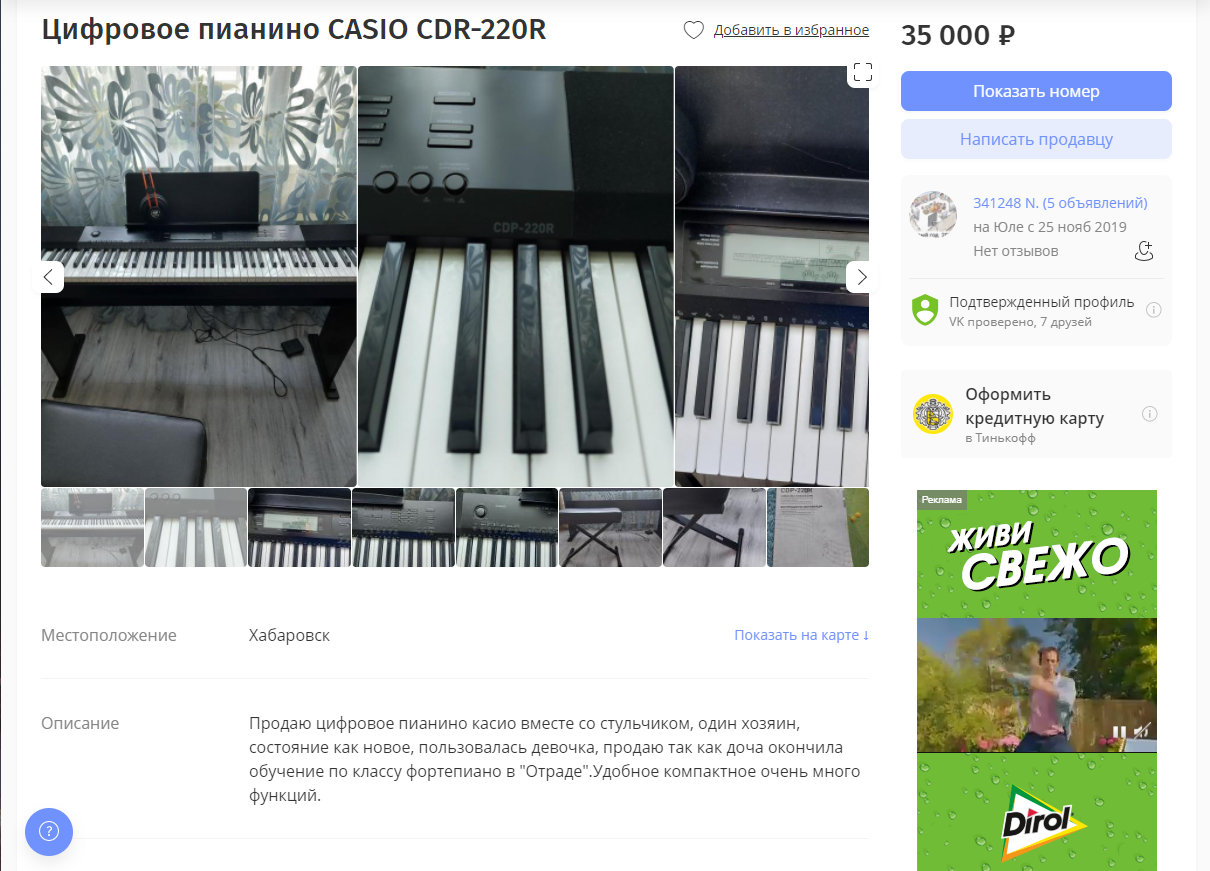 Цифровое пианино CASIO CDR-220R
Добавить в избранное
35 000 ₽
Показать номер
Написать продавцу
341248 N. (5 объявлений)
на Юле с 25 нояб 2019
Нет отзывов
Подтвержденный профиль
VK проверено, 7 друзей
Оформить
кредитную карту
в Тинькофф
CDP-220R
CDP-220R
Реклама
ЖИВИ
СВЕЖО
Dirol
Местоположение
Хабаровск
Показать на карте ↓
Описание
Продаю цифровое пианино касио вместе со стульчиком, один хозяин,
состояние как новое, пользовалась девочка, продаю так как доча окончила
обучение по классу фортепиано в "Отраде".Удобное компактное очень много
функций.
?